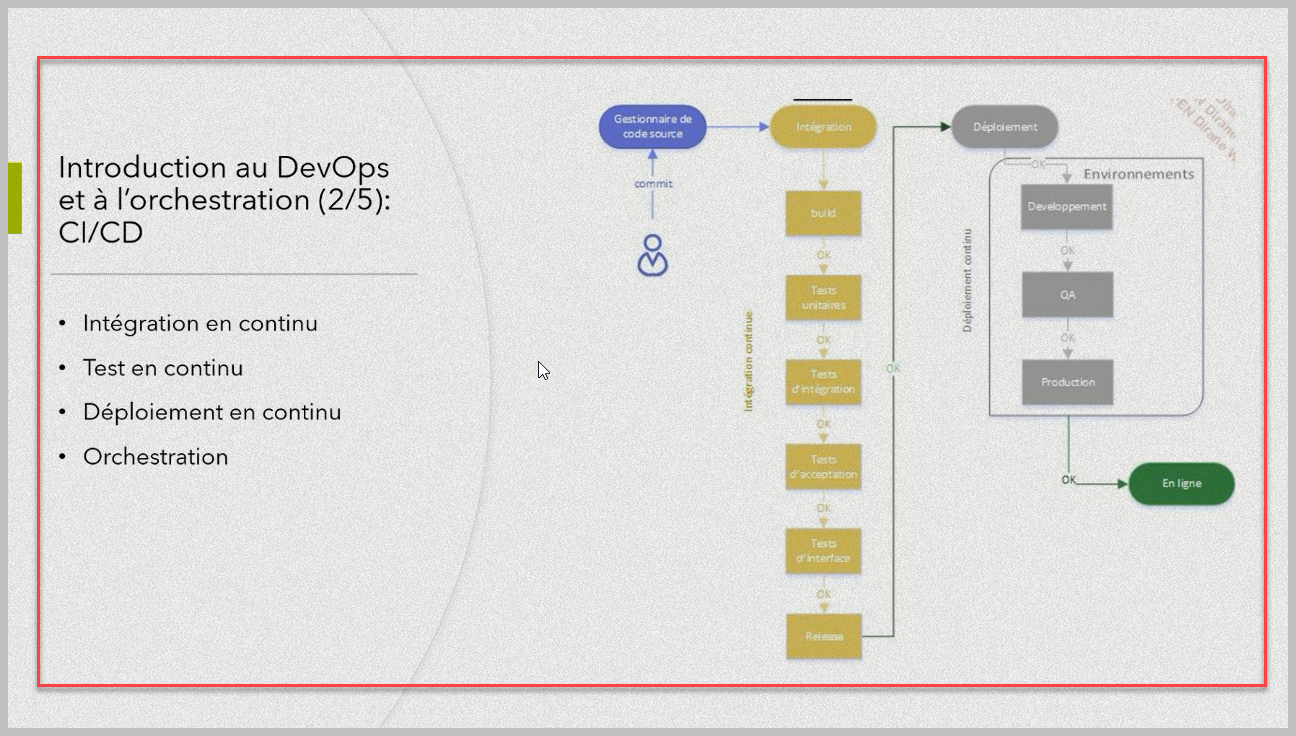 Introduction au DevOps
et à l'orchestration (2/5):
CI/CD
• Intégration en continu
• Test en continu
• Déploiement en continu
• Orchestration
Gestionnaire de
code source
commit
Intégration
build
OK
Tests
unitaires
OK
Tests
d'intégration
OK
Tests
d'acceptation
OK
Tests
d'interface
OK
Release
Intégration continue
OK
Déploiement
OK
Environnements
Developpement
OK
QA
OK
Production
Déploiement continu
OK
En ligne